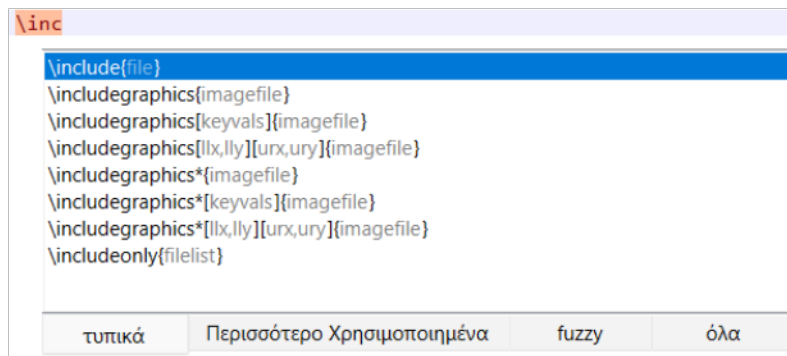 \inc
\include{file}
\includegraphics{imagefile}
\includegraphics[keyvals]{imagefile}
\includegraphics[llx,lly][urx,ury]{imagefile}
\includegraphics*{imagefile}
\includegraphics*[keyvals]{imagefile}
\includegraphics*[llx,lly][urx,ury]{imagefile}
\includeonly{filelist}
τυπικά Περισσότερο Χρησιμοποιημένα fuzzy όλα